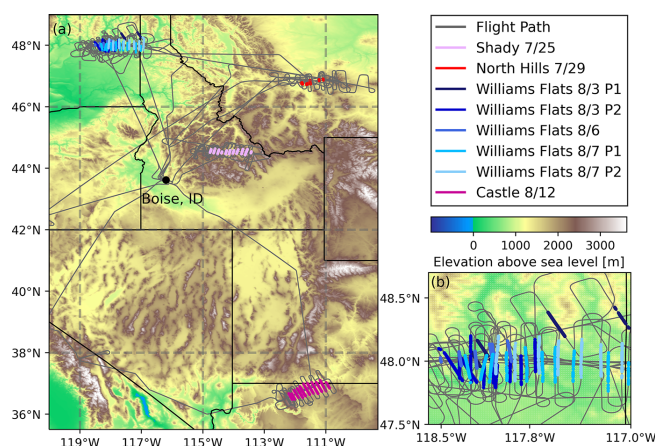 (a)
48°N
46°N
44°N
42°N
40°N
38°N
36°N
119°W 117°W 115°W 113°W 111°W
Boise, ID
Flight Path
Shady 7/25
North Hills 7/29
Williams Flats 8/3 P1
Williams Flats 8/3 P2
Williams Flats 8/6
Williams Flats 8/7 P1
Williams Flats 8/7 P2
Castle 8/12
0 1000 2000 3000
Elevation above sea level [m]
(b)
48.5°N
48.0°N
47.5°N
118.5°W 117.8°W 117.0°W